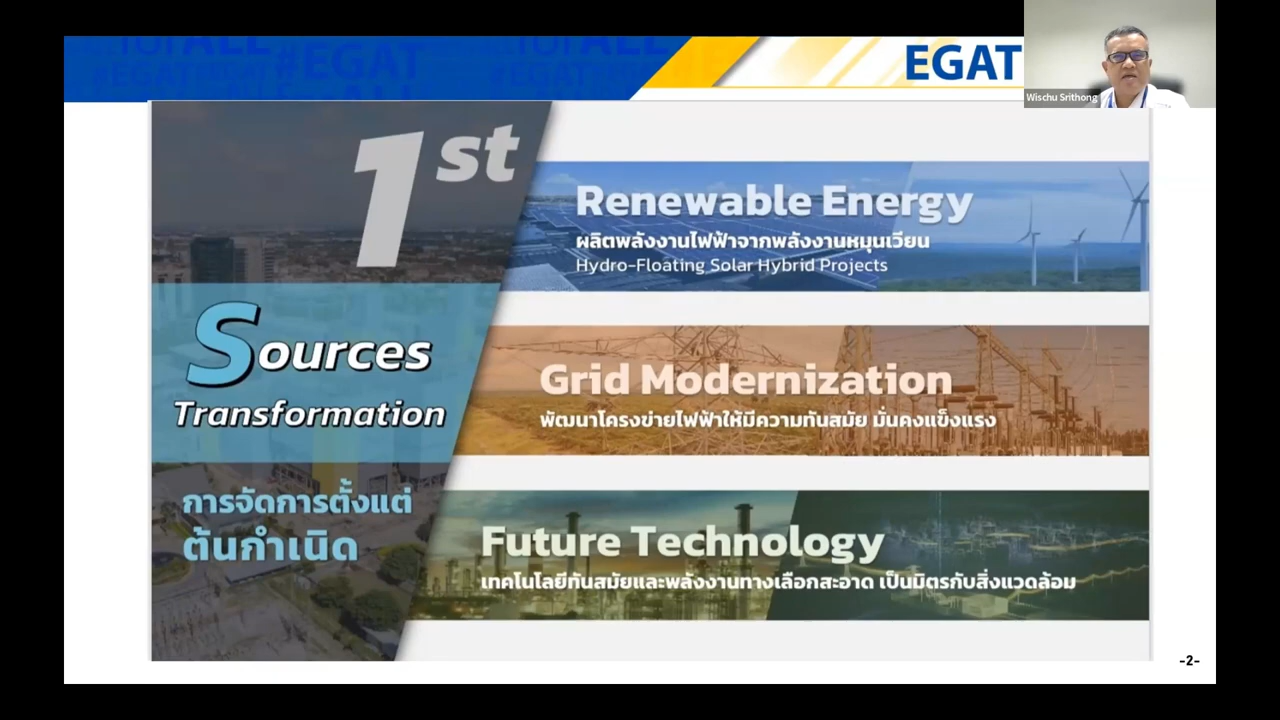 for ALL
#EGAT
EGAT
Wischu Srithong
1st
Sources
Transformation
การจัดการตั้งแต่
ต้นกำเนิด
Renewable Energy
ผลิตพลังงานไฟฟ้าจากพลังงานหมุนเวียน
Hydro-Floating Solar Hybrid Projects
Grid Modernization
พัฒนาโครงข่ายไฟฟ้าให้มีความทันสมัย มั่นคงแข็งแรง
Future Technology
เทคโนโลยีทันสมัยและพลังงานทางเลือกสะอาด เป็นมิตรกับสิ่งแวดล้อม
-2-